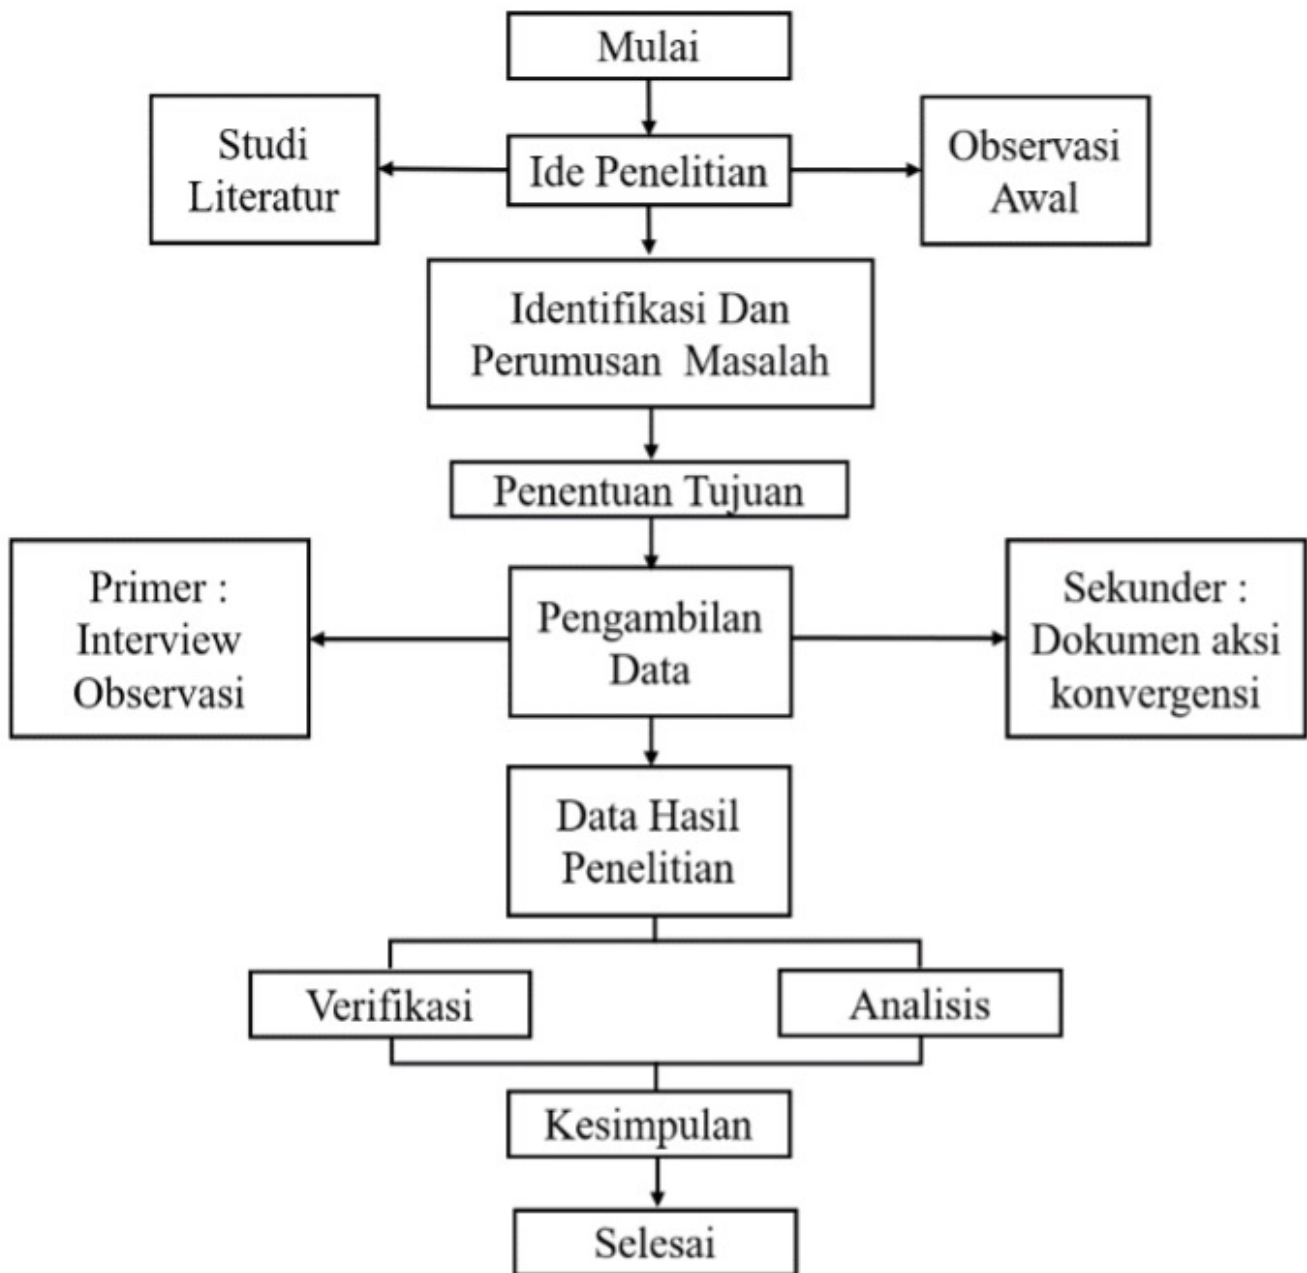 Mulai
Studi
Literatur
Ide Penelitian
Observasi
Awal
Identifikasi Dan
Perumusan Masalah
Penentuan Tujuan
Primer :
Interview
Observasi
Pengambilan
Data
Sekunder :
Dokumen aksi
konvergensi
Data Hasil
Penelitian
Verifikasi
Analisis
Kesimpulan
Selesai